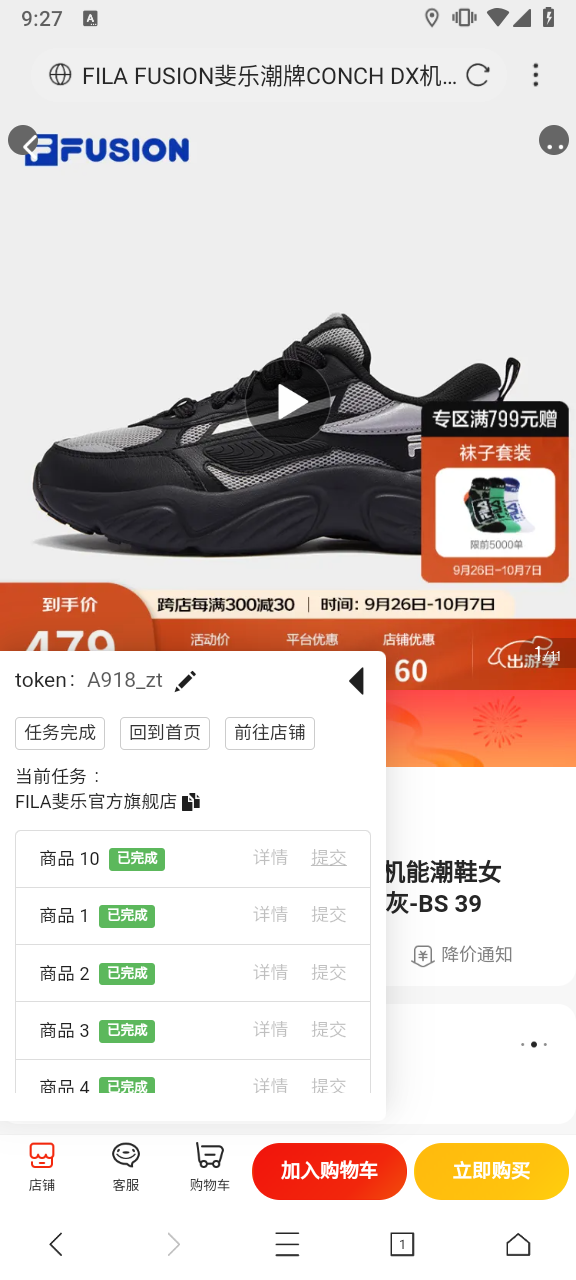 9:27
A
FILA FUSION斐乐潮牌CONCH DX机...
FUSION
专区满799元赠
袜子套装
限前5000单
9月26日-10月7日
到手价
跨店每满300减30 | 时间：9月26日-10月7日
479
活动价 平台优惠 店铺优惠
60
出游季
1/11
token： A918_zt
任务完成 回到首页 前往店铺
当前任务：
FILA斐乐官方旗舰店
商品 10 已完成 详情 提交
商品 1 已完成 详情 提交
商品 2 已完成 详情 提交
商品 3 已完成 详情 提交
商品 4 已完成 详情 提交
机能潮鞋女
灰-BS 39
降价通知
店铺 客服 购物车 加入购物车 立即购买
1